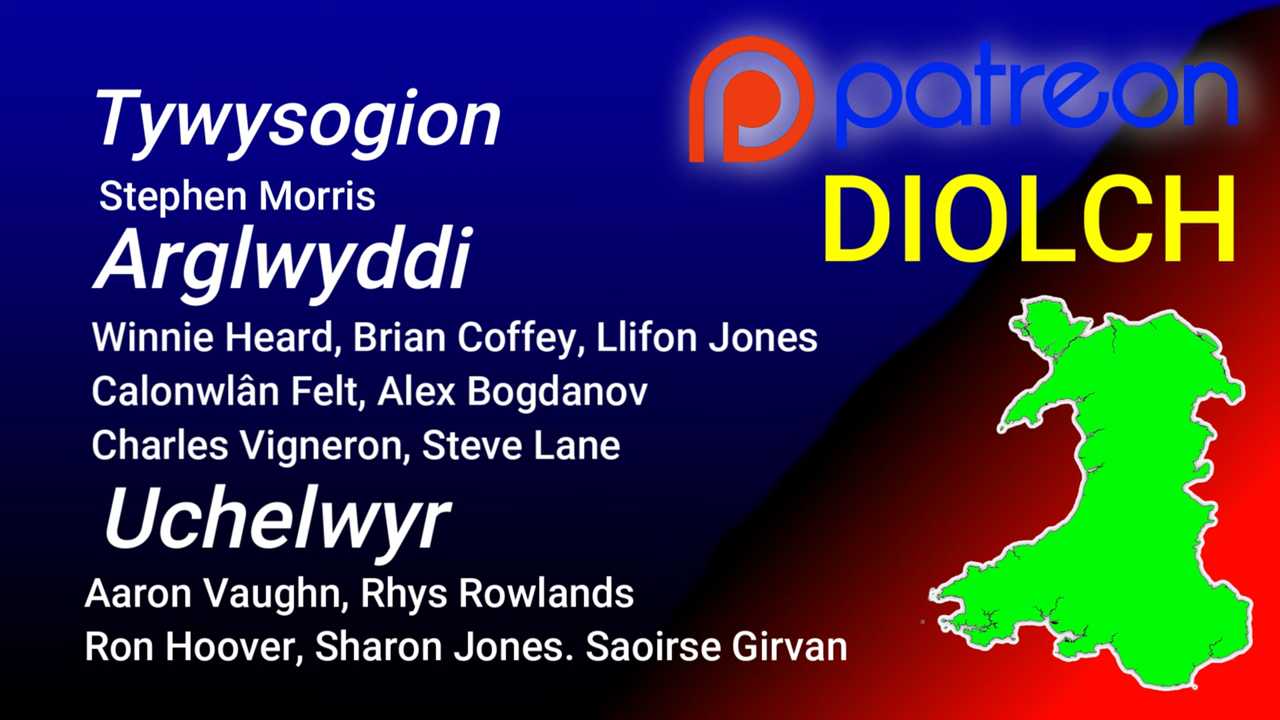 patreon
DIOLCH
Tywysogion
Stephen Morris
Arglwyddi
Winnie Heard, Brian Coffey, Llifon Jones
Calonwlân Felt, Alex Bogdanov
Charles Vigneron, Steve Lane
Uchelwyr
Aaron Vaughn, Rhys Rowlands
Ron Hoover, Sharon Jones. Saoirse Girvan